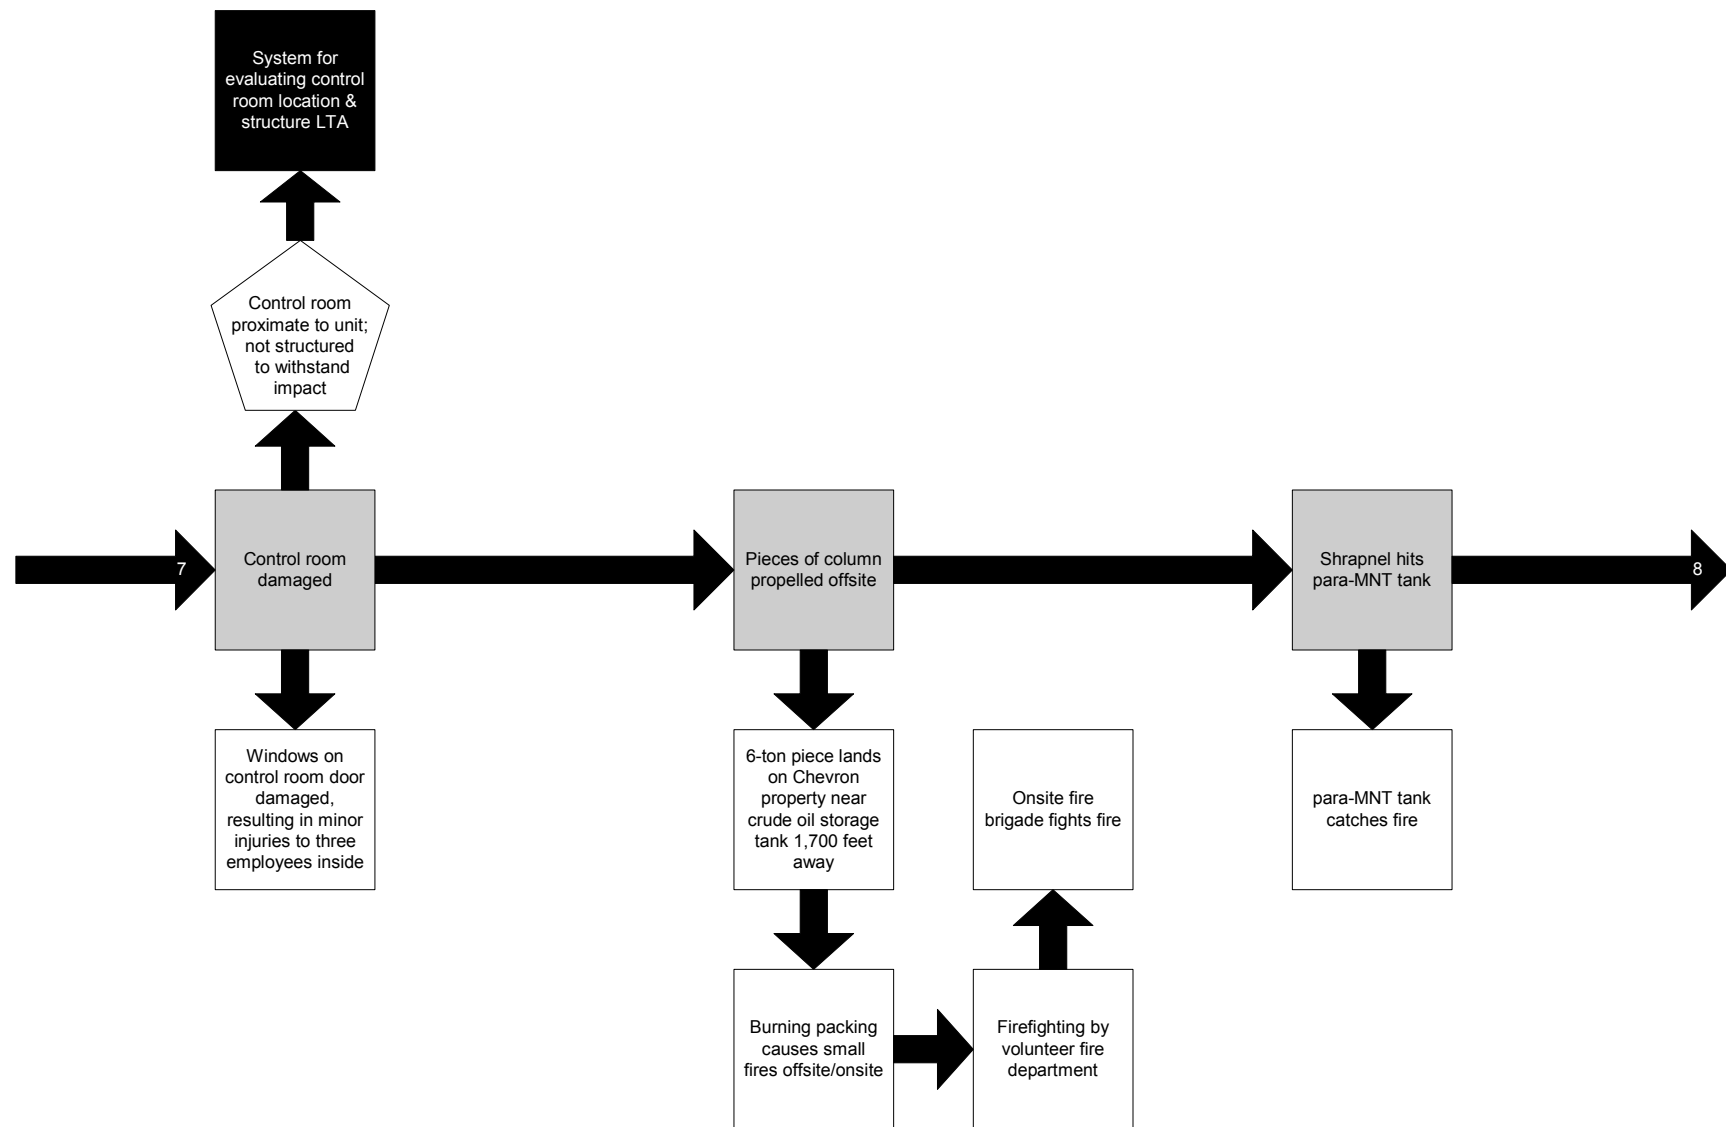 System for
evaluating control
room location &
structure LTA
Control room
proximate to unit;
not structured
to withstand
impact
7
Control room
damaged
Pieces of column
propelled offsite
Shrapnel hits
para-MNT tank
8
Windows on
control room door
damaged,
resulting in minor
injuries to three
employees inside
6-ton piece lands
on Chevron
property near
crude oil storage
tank 1,700 feet
away
Onsite fire
brigade fights fire
para-MNT tank
catches fire
Burning packing
causes small
fires offsite/onsite
Firefighting by
volunteer fire
department